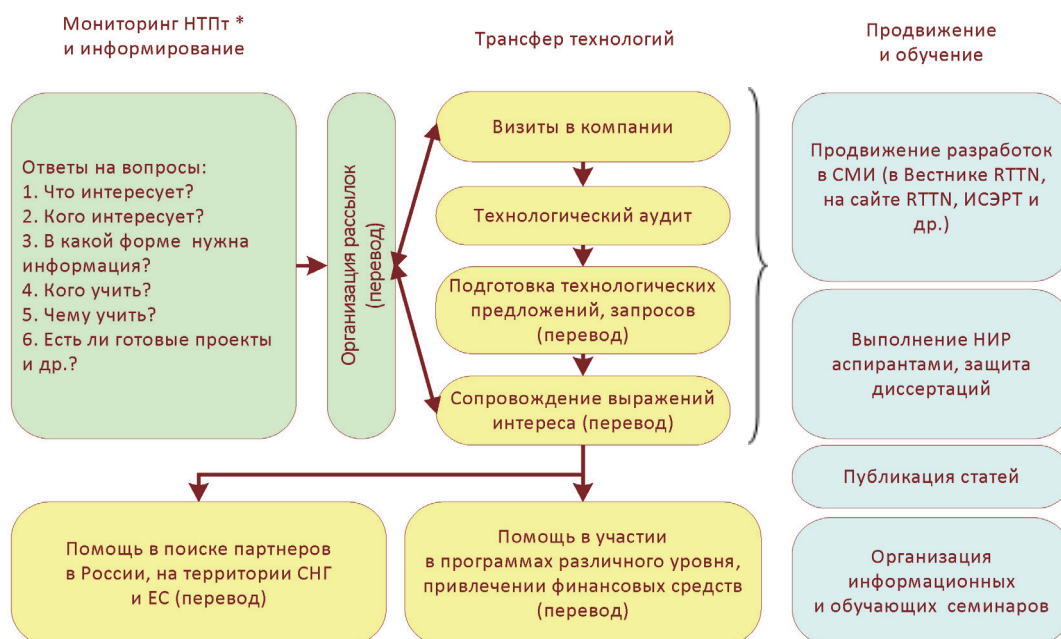 Мониторинг НТПт *
и информирование
Ответы на вопросы:
1. Что интересует?
2. Кого интересует?
3. В какой форме нужна
информация?
4. Кого учить?
5. Чему учить?
6. Есть ли готовые проекты
и др.?
Организация рассылок
(перевод)
Трансфер технологий
Визиты в компании
Технологический аудит
Подготовка технологических
предложений, запросов
(перевод)
Сопровождение выражений
интереса (перевод)
Помощь в поиске партнеров
в России, на территории СНГ
и ЕС (перевод)
Помощь в участии
в программах различного уровня,
привлечении финансовых средств
(перевод)
Продвижение
и обучение
Продвижение разработок
в СМИ (в Вестнике RTTN,
на сайте RTTN, ИСЭРТ и
др.)
Выполнение НИР
аспирантами, защита
диссертаций
Публикация статей
Организация
информационных
и обучающих семинаров